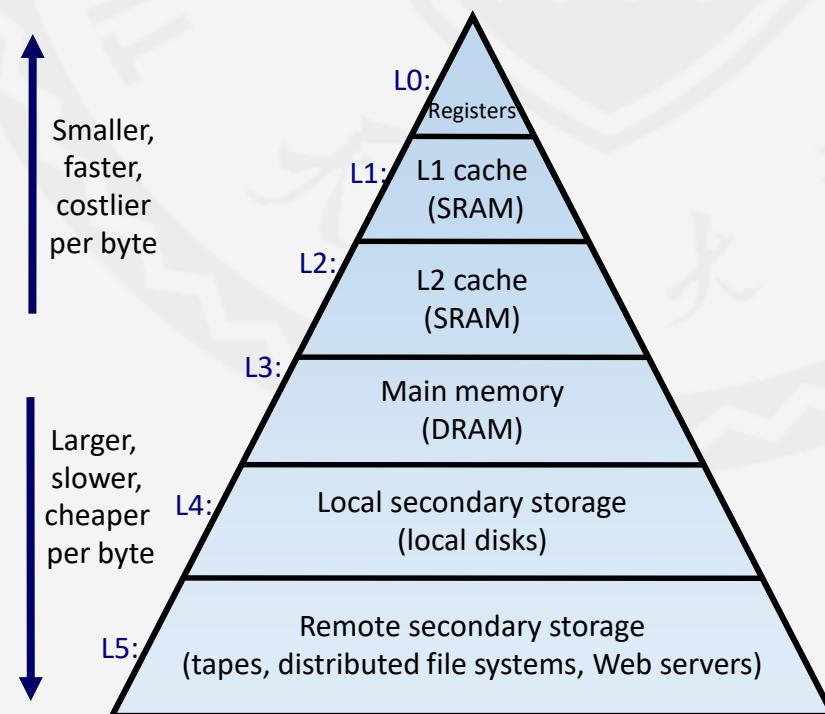 L0:
Registers
Smaller,
faster,
costlier
per byte
L1:
L1 cache
(SRAM)
L2:
L2 cache
(SRAM)
L3:
Main memory
(DRAM)
Larger,
slower,
cheaper
per byte
L4:
Local secondary storage
(local disks)
L5:
Remote secondary storage
(tapes, distributed file systems, Web servers)